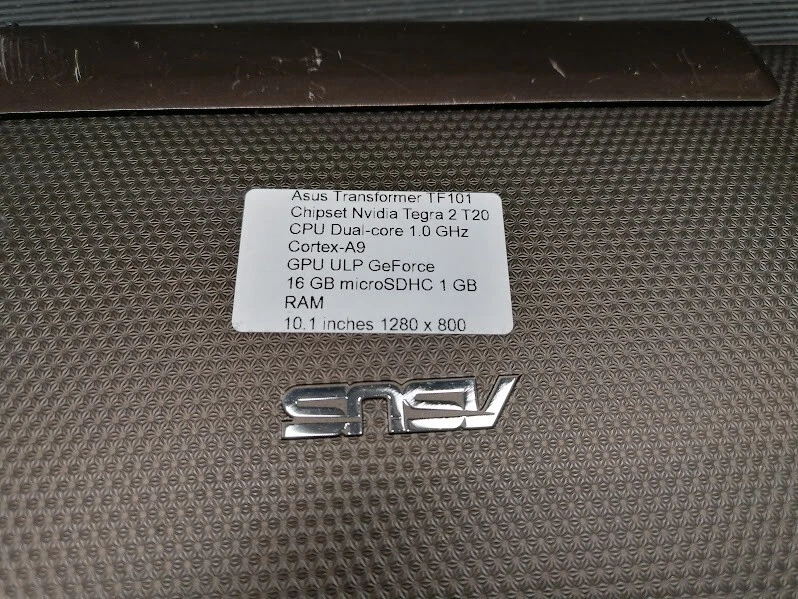 Asus Transformer TF101
Chipset Nvidia Tegra 2 T20
CPU Dual-core 1.0 GHz
Cortex-A9
GPU ULP GeForce
16 GB microSDHC 1 GB
RAM
10.1 inches 1280 x 800
ASUS